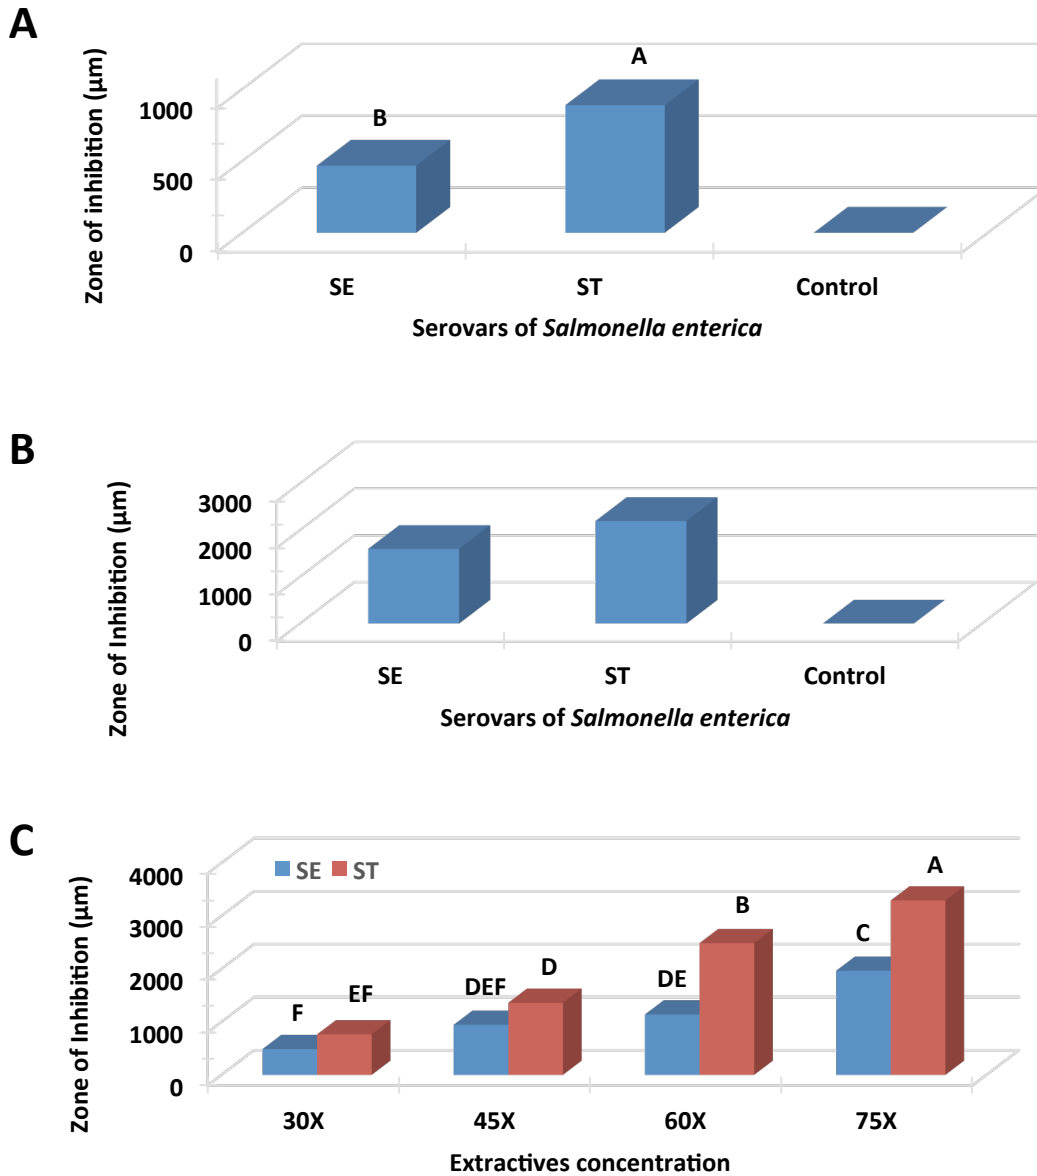 A
Zone of inhibition (μm)
1000
500
0
B
A
SE ST Control
Serovars of Salmonella enterica
B
Zone of Inhibition (μm)
3000
2000
1000
0
SE ST Control
Serovars of Salmonella enterica
C
Zone of Inhibition (μm)
4000
3000
2000
1000
0
SE ST
F EF DEF D DE B C A
30X 45X 60X 75X
Extractives concentration